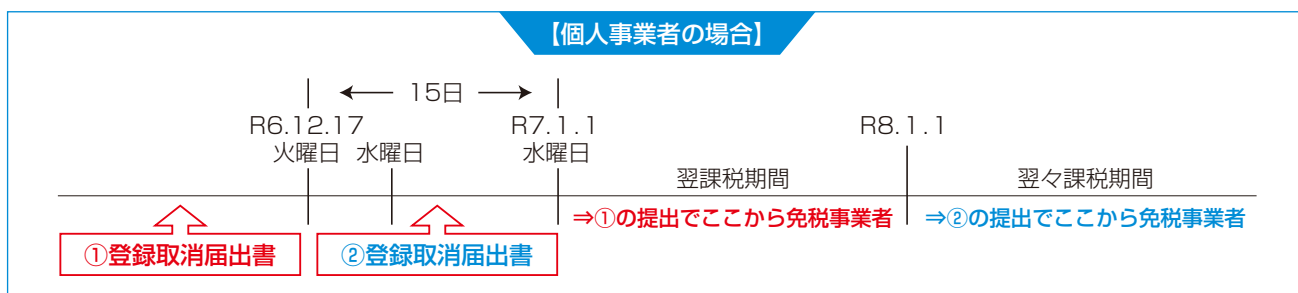 【個人事業者の場合】
15日
R6.12.17 R7.1.1 R8.1.1
火曜日 水曜日 水曜日
翌課税期間 翌々課税期間
⇒①の提出でここから免税事業者 ⇒②の提出でここから免税事業者
①登録取消届出書 ②登録取消届出書